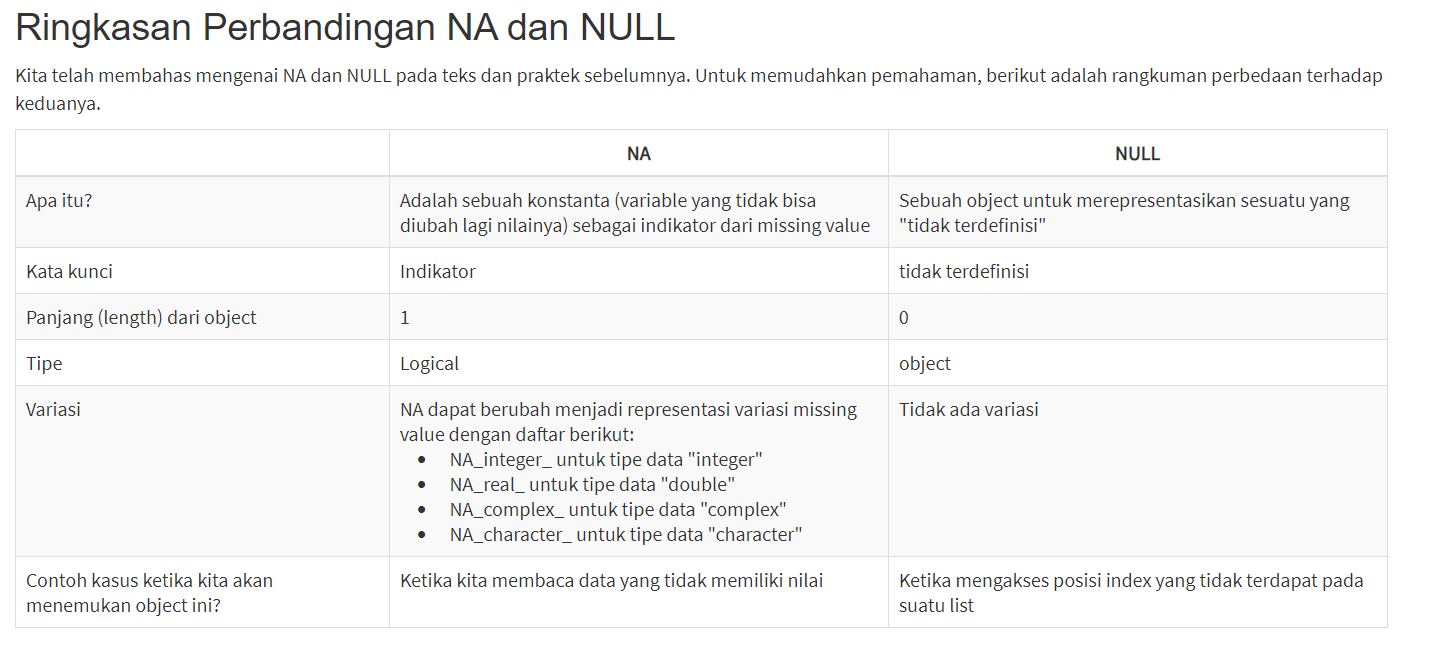 Ringkasan Perbandingan NA dan NULL
Kita telah membahas mengenai NA dan NULL pada teks dan praktek sebelumnya. Untuk memudahkan pemahaman, berikut adalah rangkuman perbedaan terhadap
keduanya.
NA
NULL
Apa itu?
Adalah sebuah konstanta (variable yang tidak bisa
diubah lagi nilainya) sebagai indikator dari missing value
Sebuah object untuk merepresentasikan sesuatu yang
"tidak terdefinisi"
Kata kunci
Indikator
tidak terdefinisi
Panjang (length) dari object
1
0
Tipe
Logical
object
Variasi
NA dapat berubah menjadi representasi variasi missing
value dengan daftar berikut:
• NA_integer_ untuk tipe data "integer"
• NA_real_ untuk tipe data "double"
• NA_complex_ untuk tipe data "complex"
• NA_character_ untuk tipe data "character"
Tidak ada variasi
Contoh kasus ketika kita akan
menemukan object ini?
Ketika kita membaca data yang tidak memiliki nilai
Ketika mengakses posisi index yang tidak terdapat pada
suatu list